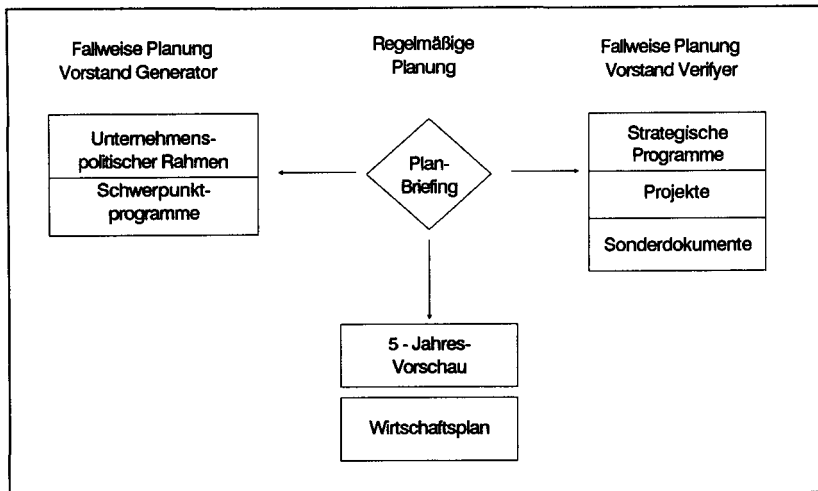 Fallweise Planung
Vorstand Generator
Regelmäßige
Planung
Fallweise Planung
Vorstand Verifyer
Unternehmens-
politischer Rahmen
Schwerpunkt-
programme
Plan-
Briefing
Strategische
Programme
Projekte
Sonderdokumente
5 - Jahres-
Vorschau
Wirtschaftsplan